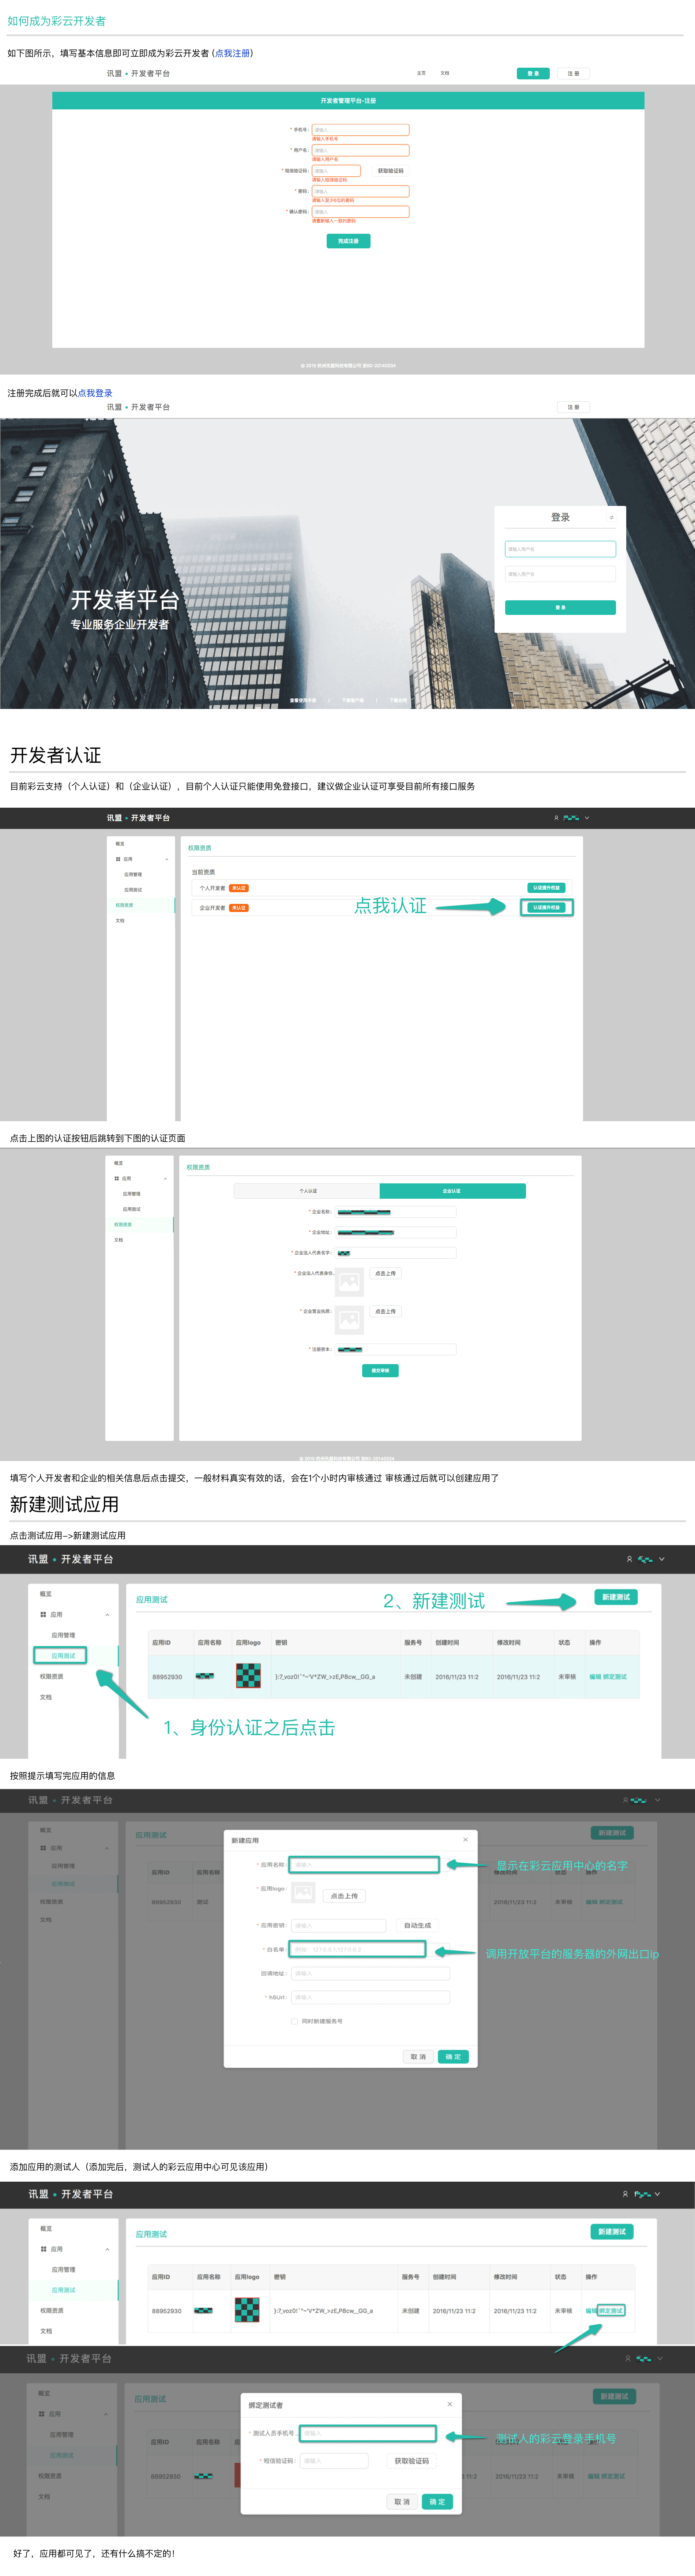 如何成为彩云开发者
如下图所示，填写基本信息即可立即成为彩云开发者 (点我注册)
讯盟 • 开发者平台
主页
文档
登 录
注 册
开发者管理平台-注册
* 手机号：
请输入
请输入手机号
* 用户名：
请输入
请输入用户名
* 短信验证码：
请输入
获取验证码
请输入短信验证码
* 密码：
请输入
* 确认密码：
请输入
请重新输入一致的密码
完成注册
注册完成后就可以点我登录
讯盟 • 开发者平台
注 册
登录
请输入用户名
请输入用户名
登 录
开发者平台
专业服务企业开发者
查看使用手册
|
下载客户端
|
开发者认证
目前彩云支持（个人认证）和（企业认证），目前个人认证只能使用免登接口，建议做企业认证可享受目前所有接口服务
讯盟 • 开发者平台
概览
应用
应用管理
应用测试
权限资质
文档
权限资质
当前资质
个人开发者
未认证
认证提升权益
企业开发者
未认证
点我认证
认证提升权益
点击上图的认证按钮后跳转到下图的认证页面
概览
应用
应用管理
应用测试
权限资质
文档
权限资质
个人认证
企业认证
* 企业名称：
* 企业地址：
* 企业法人代表名字：
* 企业法人代表身份...
点击上传
* 企业营业执照：
点击上传
* 注册资本：
提交审核
填写个人开发者和企业的相关信息后点击提交，一般材料真实有效的话，会在1个小时内审核通过 审核通过后就可以创建应用了
新建测试应用
点击测试应用->新建测试应用
讯盟 • 开发者平台
概览
应用
应用管理
应用测试
权限资质
文档
应用测试
2、新建测试
新建测试
应用ID
应用名称
应用logo
密钥
服务号
创建时间
修改时间
状态
操作
88952930
}:7_voz0!`"='V*ZW_>zE,P8cw__GG_a
未创建
2016/11/23 11:2
2016/11/23 11:2
未审核
编辑 绑定测试
1、身份认证之后点击
按照提示填写完应用的信息
讯盟 • 开发者平台
概览
应用
应用管理
应用测试
权限资质
文档
应用测试
新建测试
应用ID
应用名称
88952930
测试
新建应用
* 应用名称：
请输入
显示在彩云应用中心的名字
* 应用logo：
点击上传
* 应用密钥：
请输入
自动生成
* 白名单：
例如：127.0.0.1;127.0.0.2
调用开放平台的服务器的外网出口ip
回调地址：
请输入
* h5Url：
请输入
同时新建服务号
取 消
确 定
修改时间
状态
操作
2016/11/23 11:2
未审核
编辑 绑定测试
添加应用的测试人（添加完后，测试人的彩云应用中心可见该应用）
讯盟 • 开发者平台
概览
应用
应用管理
应用测试
权限资质
文档
应用测试
新建测试
应用ID
应用名称
应用logo
密钥
服务号
创建时间
修改时间
状态
操作
88952930
}:7_voz0!`"='V*ZW_>zE,P8cw__GG_a
未创建
2016/11/23 11:2
2016/11/23 11:2
未审核
编辑 绑定测试
讯盟 • 开发者平台
概览
应用
应用管理
应用测试
权限资质
文档
应用测试
新建测试
应用ID
应用名称
88952930
绑定测试者
* 测试人员手机号...
请输入
测试人的彩云登录手机号
* 短信验证码：
请输入
获取验证码
取 消
确 定
修改时间
状态
操作
2016/11/23 11:2
未审核
编辑 绑定测试
好了，应用都可见了，还有什么搞不定的！